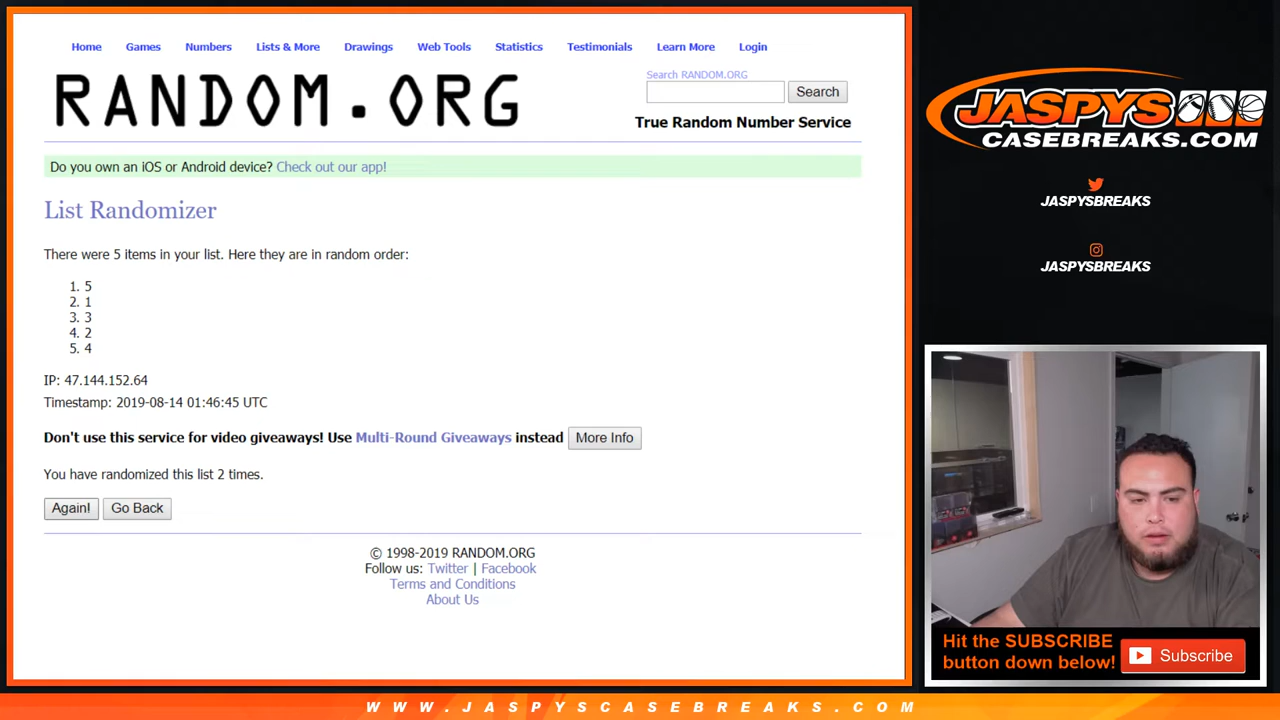 Home Games Numbers Lists & More Drawings Web Tools Statistics Testimonials Learn More Login
RANDOM.ORG
Search RANDOM.ORG
Search
True Random Number Service
Do you own an iOS or Android device? Check out our app!
List Randomizer
There were 5 items in your list. Here they are in random order:
1. 5
2. 1
3. 3
4. 2
5. 4
IP: 47.144.152.64
Timestamp: 2019-08-14 01:46:45 UTC
Don't use this service for video giveaways! Use Multi-Round Giveaways instead More Info
You have randomized this list 2 times.
Again! Go Back
© 1998-2019 RANDOM.ORG
Follow us: Twitter | Facebook
Terms and Conditions
About Us
JASPYS
CASEBREAKS.COM
JASPYSBREAKS
JASPYSBREAKS
Hit the SUBSCRIBE
button down below!
Subscribe
WWW.JASPYSCASEBREAKS.COM